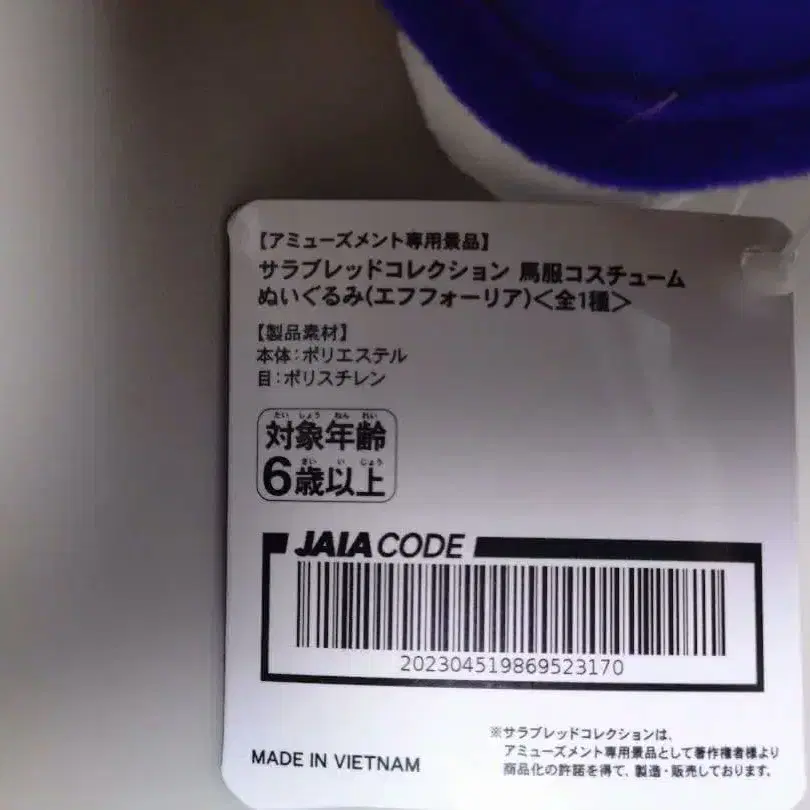 【アミューズメント専用景品】
サラブレッドコレクション 馬服コスチューム
ぬいぐるみ(エフフォーリア)<全1種>
【製品素材】
本体:ポリエステル
目:ポリスチレン
たい しょう ねん れい
対象年齢
さい い じょう
6歳以上
JAIA CODE
202304519869523170
MADE IN VIETNAM
※サラブレッドコレクションは、
アミューズメント専用景品として著作権者様より
商品化の許諾を得て、製造・販売しております。